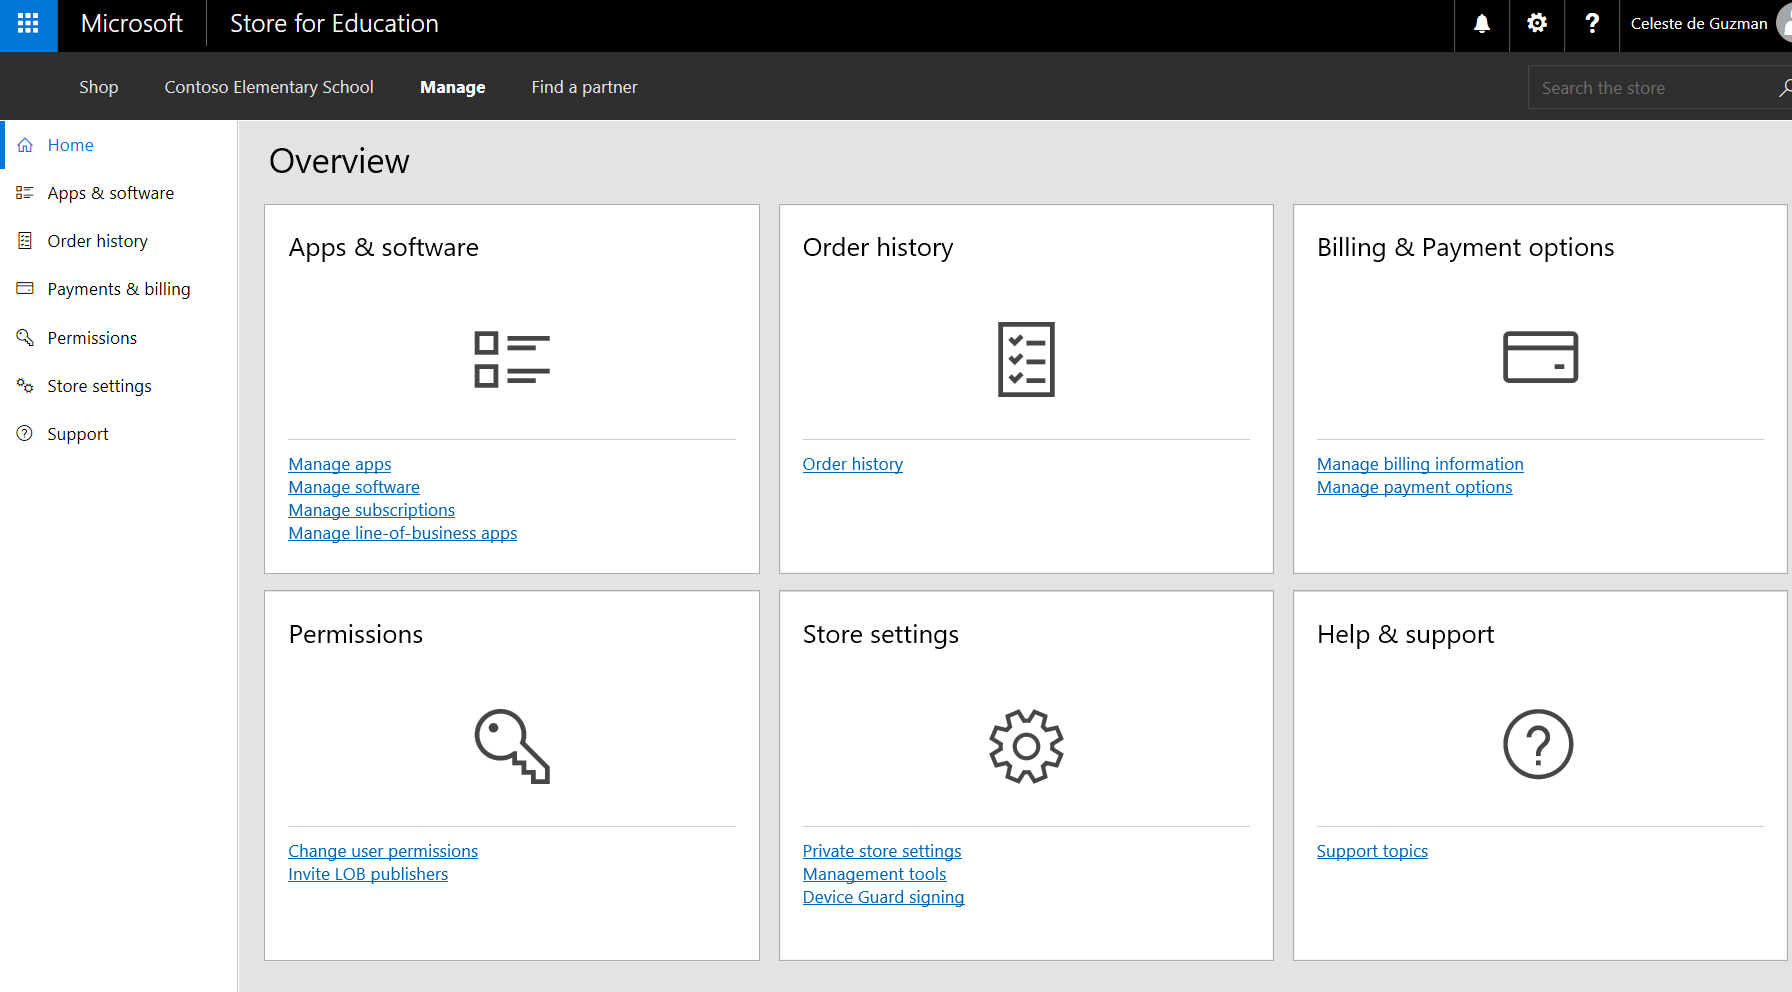 Microsoft Store for Education
Celeste de Guzman
Shop Contoso Elementary School Manage Find a partner
Search the store
Home
Apps & software
Order history
Payments & billing
Permissions
Store settings
Support
Overview
Apps & software
Manage apps
Manage software
Manage subscriptions
Manage line-of-business apps
Order history
Order history
Billing & Payment options
Manage billing information
Manage payment options
Permissions
Change user permissions
Invite LOB publishers
Store settings
Private store settings
Management tools
Device Guard signing
Help & support
Support topics